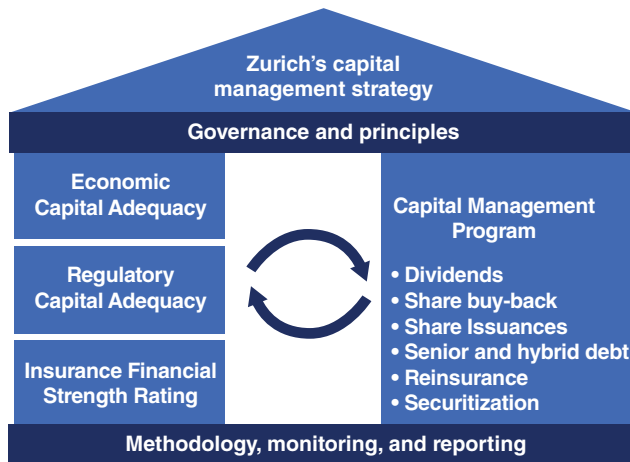 Zurich's capital
management strategy
Governance and principles
Economic
Capital Adequacy
Regulatory
Capital Adequacy
Insurance Financial
Strength Rating
Capital Management
Program
• Dividends
• Share buy-back
• Share Issuances
• Senior and hybrid debt
• Reinsurance
• Securitization
Methodology, monitoring, and reporting